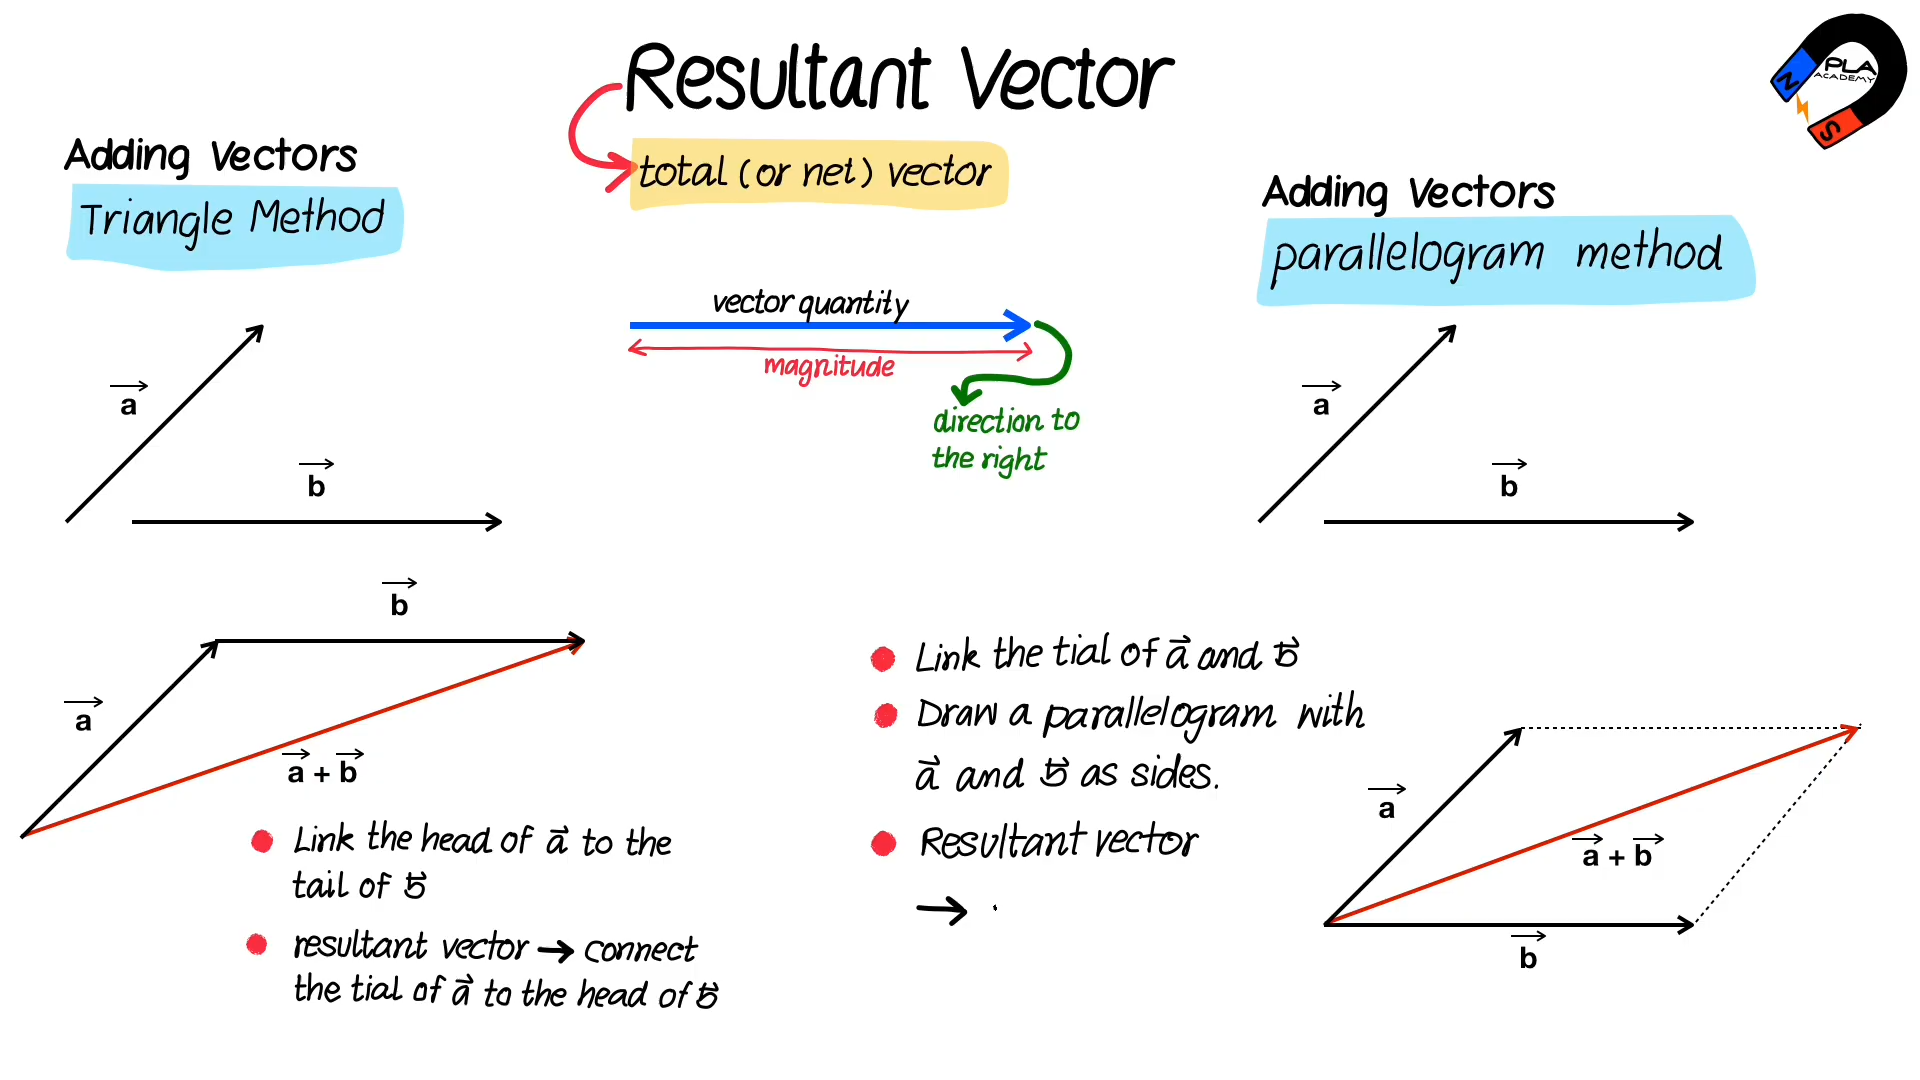 Resultant Vector
total (or net) vector
PLA
ACADEMY
N
S
Adding Vectors
Triangle Method
a
b
b
a
a + b
Link the head of a to the
tail of b
resultant vector → connect
the tial of a to the head of b
vector quantity
magnitude
direction to
the right
Adding Vectors
parallelogram method
a
b
Link the tial of a and b
Draw a parallelogram with
a and b as sides.
Resultant vector
→
a
a + b
b